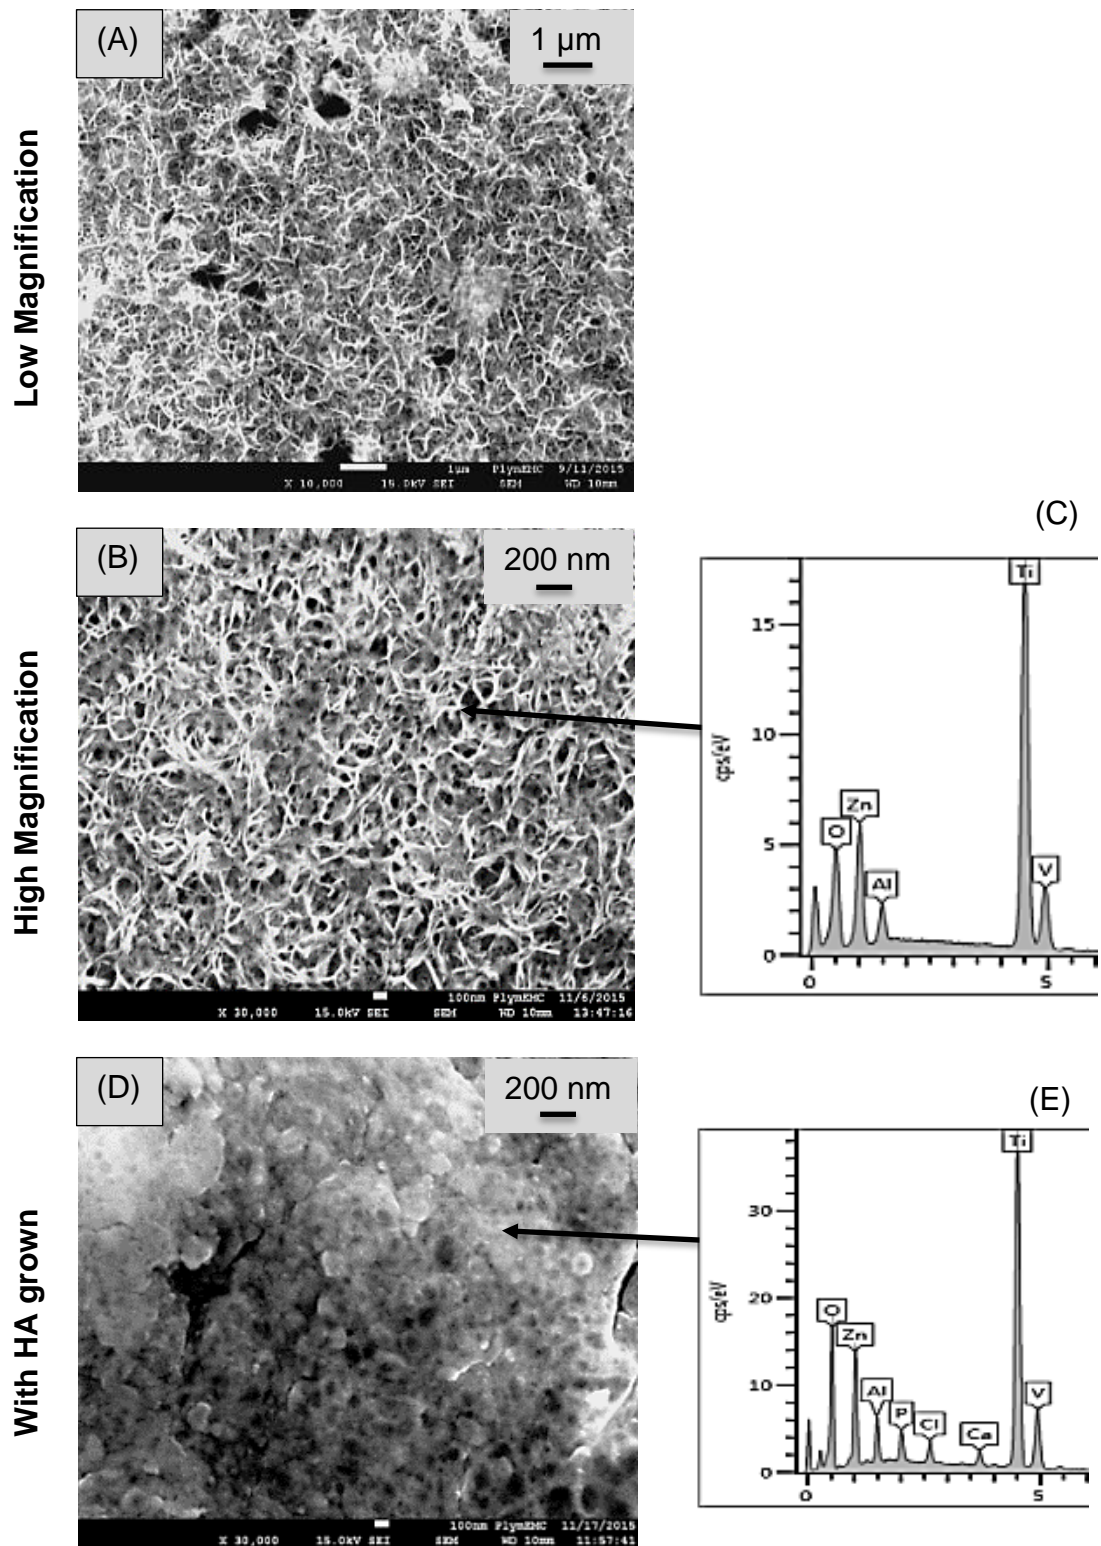 (A)
1 µm
Low Magnification
1µm PlymEMC 9/11/2015
X 10,000 15.0kV SEI SEM WD 10mm
(B)
200 nm
High Magnification
100nm PlymEMC 11/6/2015
X 30,000 15.0kV SEI SEM WD 10mm 13:47:16
(C)
Ti
15
10
cps/eV
Zn
O
5
Al
V
0
0
5
(D)
200 nm
With HA grown
100nm PlymEMC 11/17/2015
X 30,000 15.0kV SEI SEM WD 10mm 11:57:41
(E)
Ti
30
cps/eV
20
O
Zn
10
Al
P
Cl
Ca
V
0
0
5